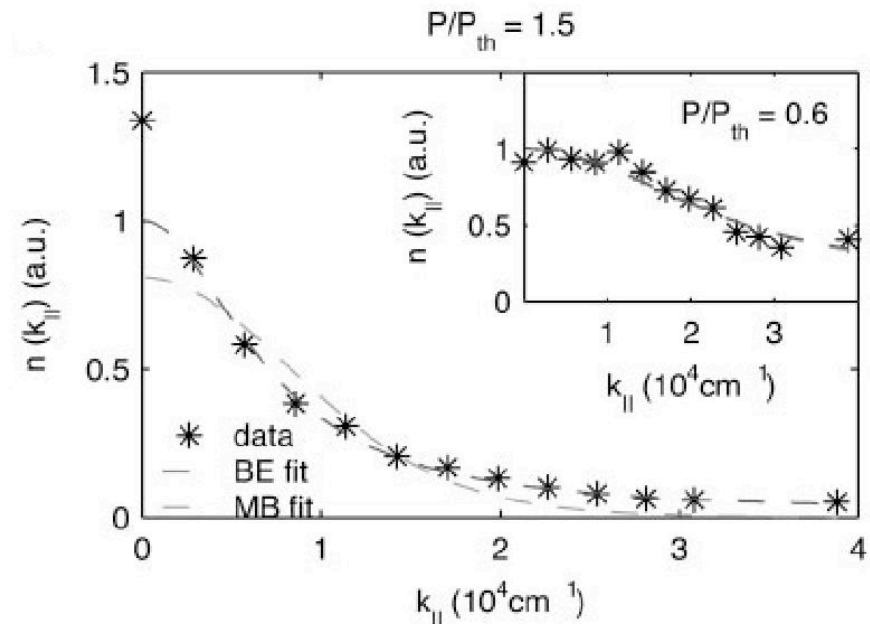 P/P_th = 1.5
1.5
1
0.5
0
n (k_||) (a.u.)
data
BE fit
MB fit
0
1
2
3
4
k_|| (10^4cm^ 1)
P/P_th = 0.6
1
0.5
0
n (k_||) (a.u.)
1
2
3
k_|| (10^4cm^ 1)